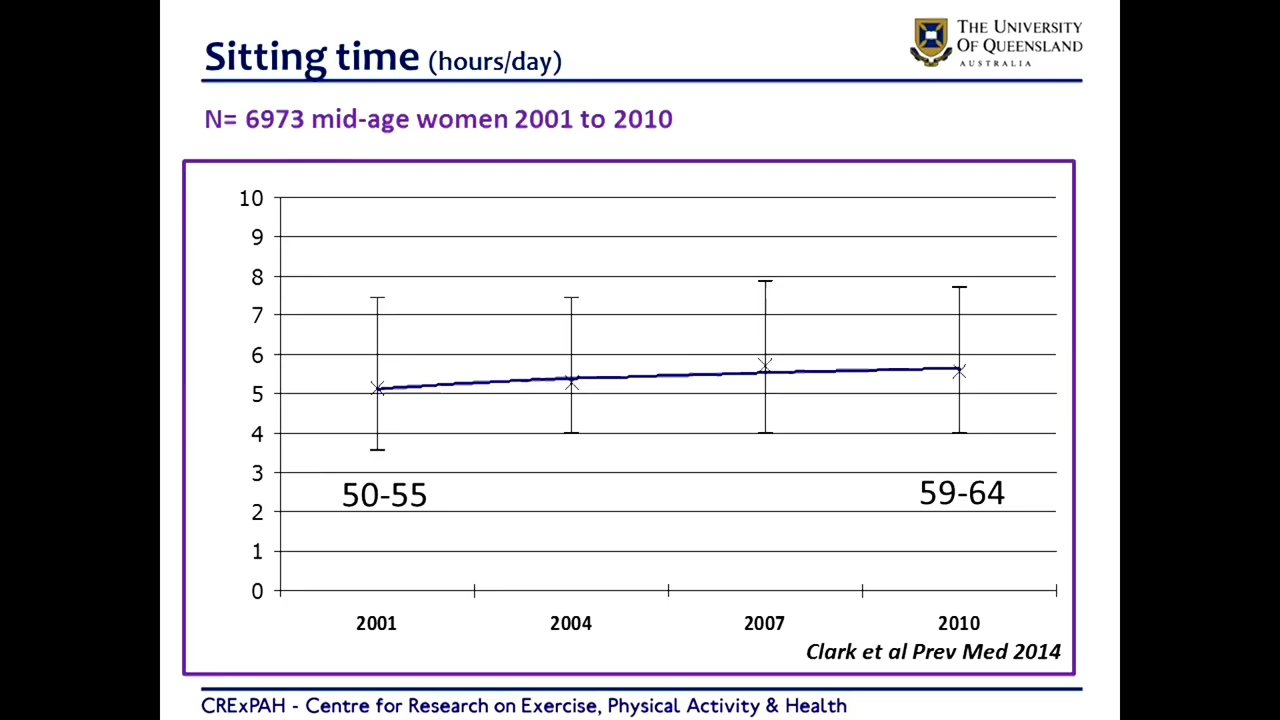 Sitting time (hours/day)
THE UNIVERSITY
OF QUEENSLAND
AUSTRALIA
N= 6973 mid-age women 2001 to 2010
10
9
8
7
6
5
4
3
2
1
0
50-55
59-64
2001 2004 2007 2010
Clark et al Prev Med 2014
CRExPAH - Centre for Research on Exercise, Physical Activity & Health